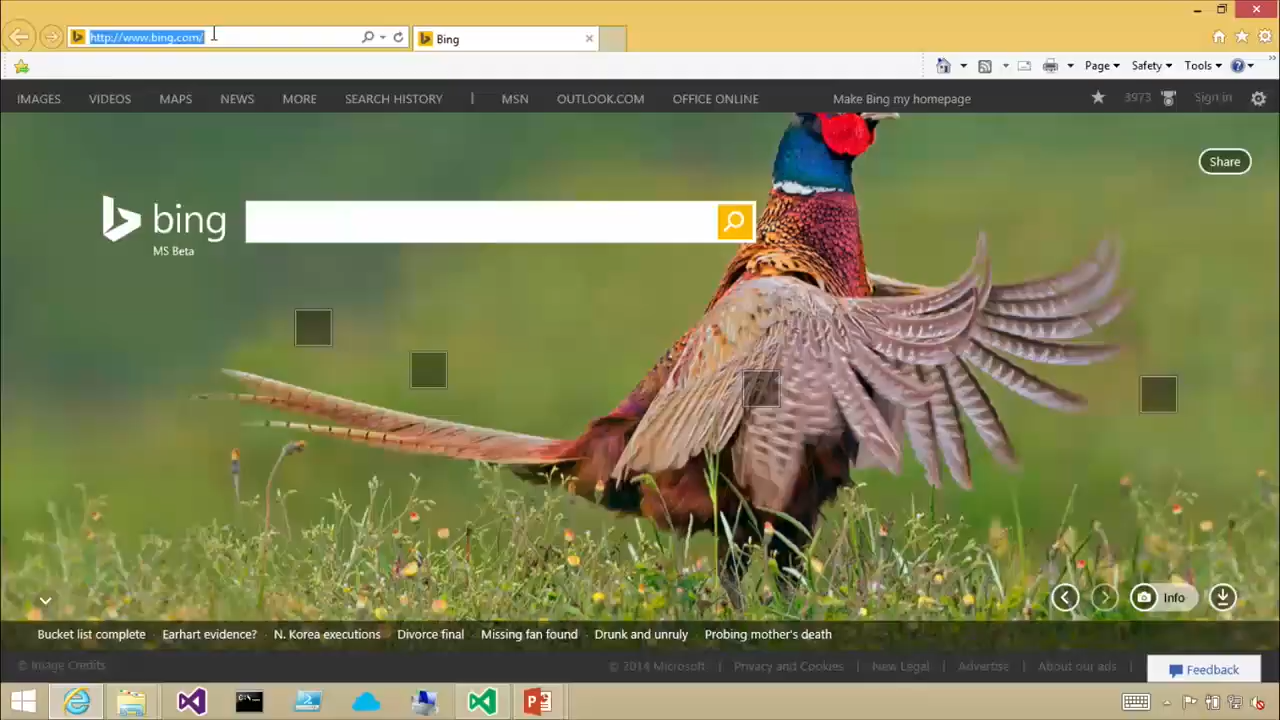 http://www.bing.com/
Bing
Page
Safety
Tools
IMAGES
VIDEOS
MAPS
NEWS
MORE
SEARCH HISTORY
MSN
OUTLOOK.COM
OFFICE ONLINE
Make Bing my homepage
3973
Sign in
Share
bing
MS Beta
Info
Bucket list complete
Earhart evidence?
N. Korea executions
Divorce final
Missing fan found
Drunk and unruly
Probing mother's death
© Image Credits
© 2014 Microsoft
Privacy and Cookies
New Legal
Advertise
About our ads
Feedback